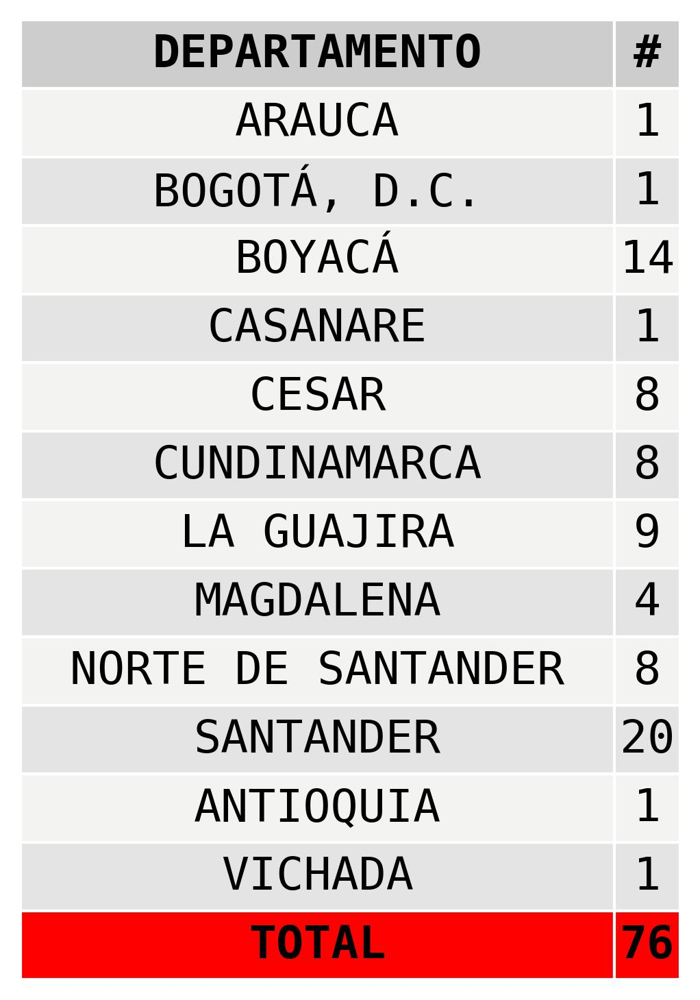 DEPARTAMENTO #
ARAUCA 1
BOGOTÁ, D.C. 1
BOYACÁ 14
CASANARE 1
CESAR 8
CUNDINAMARCA 8
LA GUAJIRA 9
MAGDALENA 4
NORTE DE SANTANDER 8
SANTANDER 20
ANTIOQUIA 1
VICHADA 1
TOTAL 76